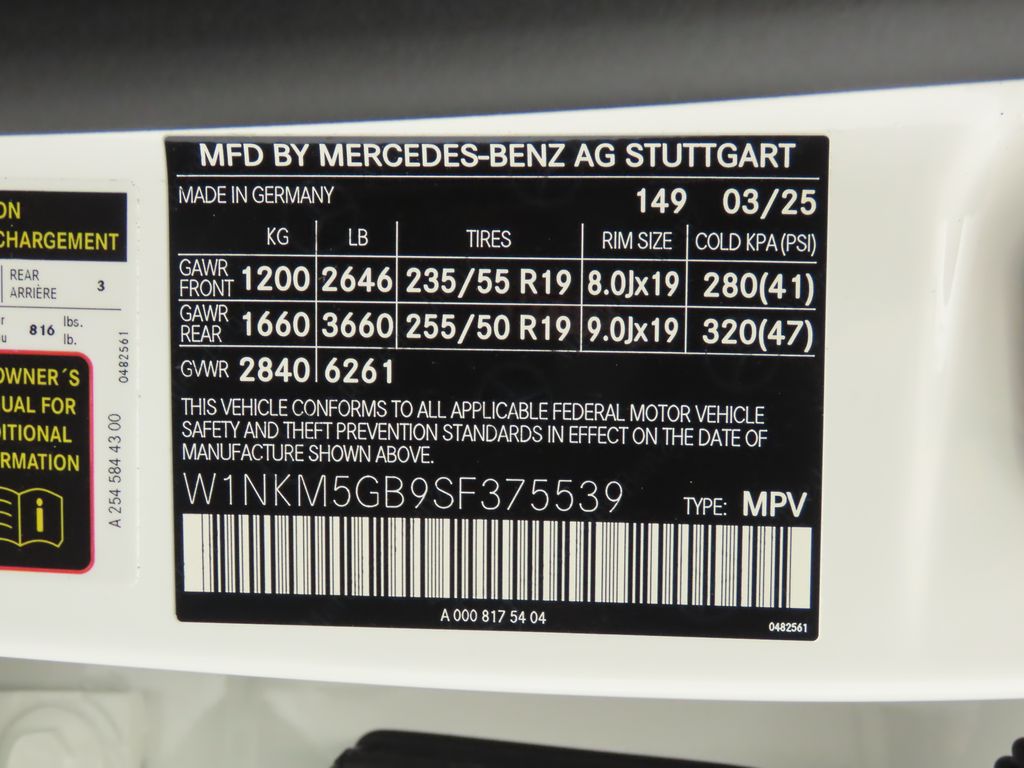 MFD BY MERCEDES-BENZ AG STUTTGART
MADE IN GERMANY 149 03/25
KG LB TIRES RIM SIZE COLD KPA (PSI)
GAWR FRONT 1200 2646 235/55 R19 8.0Jx19 280(41)
GAWR REAR 1660 3660 255/50 R19 9.0Jx19 320(47)
GVWR 2840 6261
THIS VEHICLE CONFORMS TO ALL APPLICABLE FEDERAL MOTOR VEHICLE
SAFETY AND THEFT PREVENTION STANDARDS IN EFFECT ON THE DATE OF
MANUFACTURE SHOWN ABOVE.
W1NKM5GB9SF375539 TYPE: MPV
A 000 817 54 04
0482561
ON
CHARGEMENT
REAR
ARRIÈRE 3
816 lbs.
lb.
0482561
OWNER´S
UAL FOR
ITIONAL
RMATION
i
A 254 584 43 00